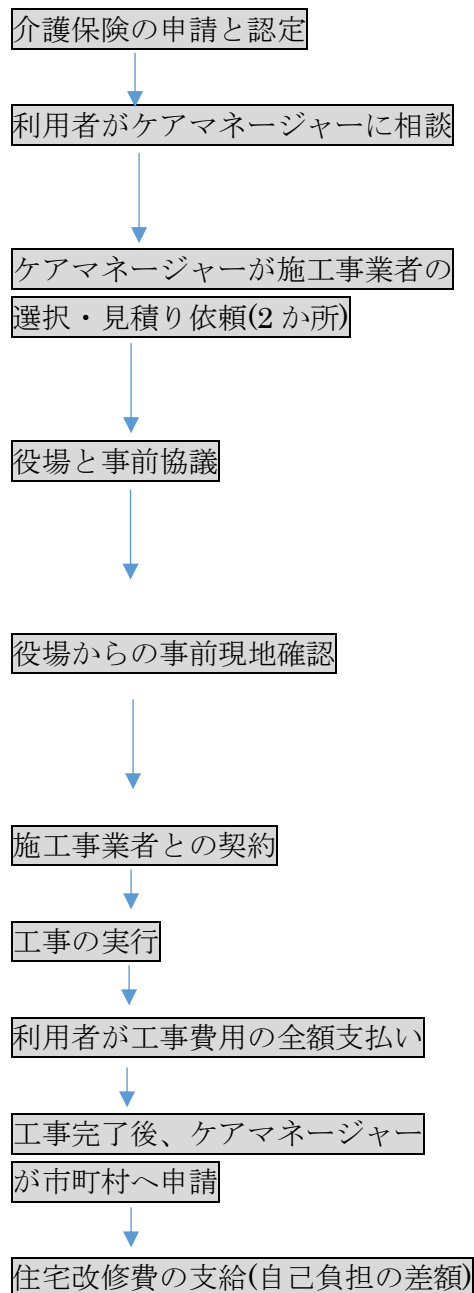 介護保険の申請と認定
利用者がケアマネージャーに相談
ケアマネージャーが施工事業者の
選択・見積り依頼(2か所)
役場と事前協議
役場からの事前現地確認
施工事業者との契約
工事の実行
利用者が工事費用の全額支払い
工事完了後、ケアマネージャー
が市町村へ申請
住宅改修費の支給(自己負担の差額)